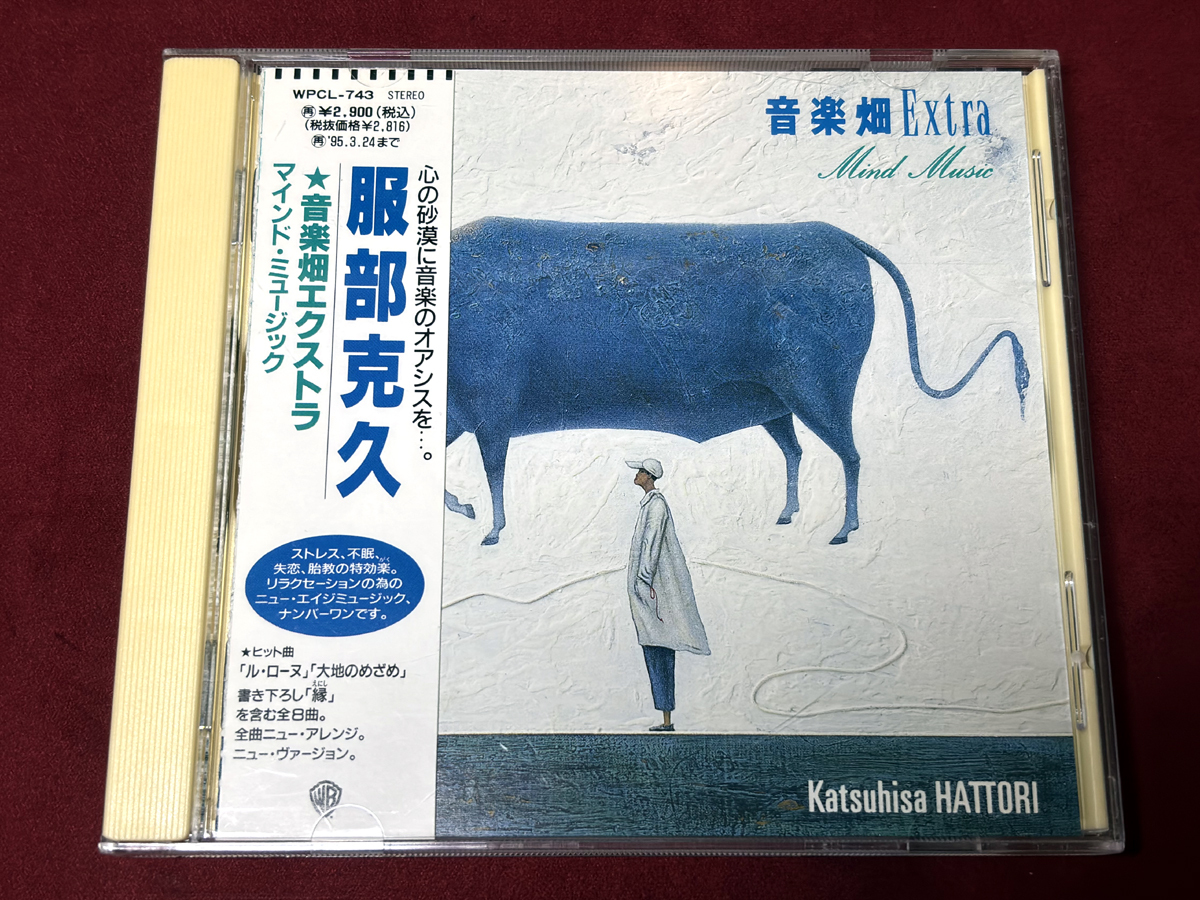 WPCL-743 STEREO
再¥2,900(税込)
(税抜価格¥2,816)
再'95.3.24まで
心の砂漠に音楽のオアシスを…。
服部克久
★音楽畑エクストラ
マインド・ミュージック
ストレス、不眠、
失恋、胎教の特効楽。
がく
リラクセーションの為の
ニュー・エイジミュージック、
ナンバーワンです。
★ヒット曲
「ル・ローヌ」「大地のめざめ」
えにし
書き下ろし「縁」
を含む全8曲。
全曲ニュー・アレンジ。
ニュー・ヴァージョン。
WB
音楽畑Extra
Mind Music
Katsuhisa HATTORI